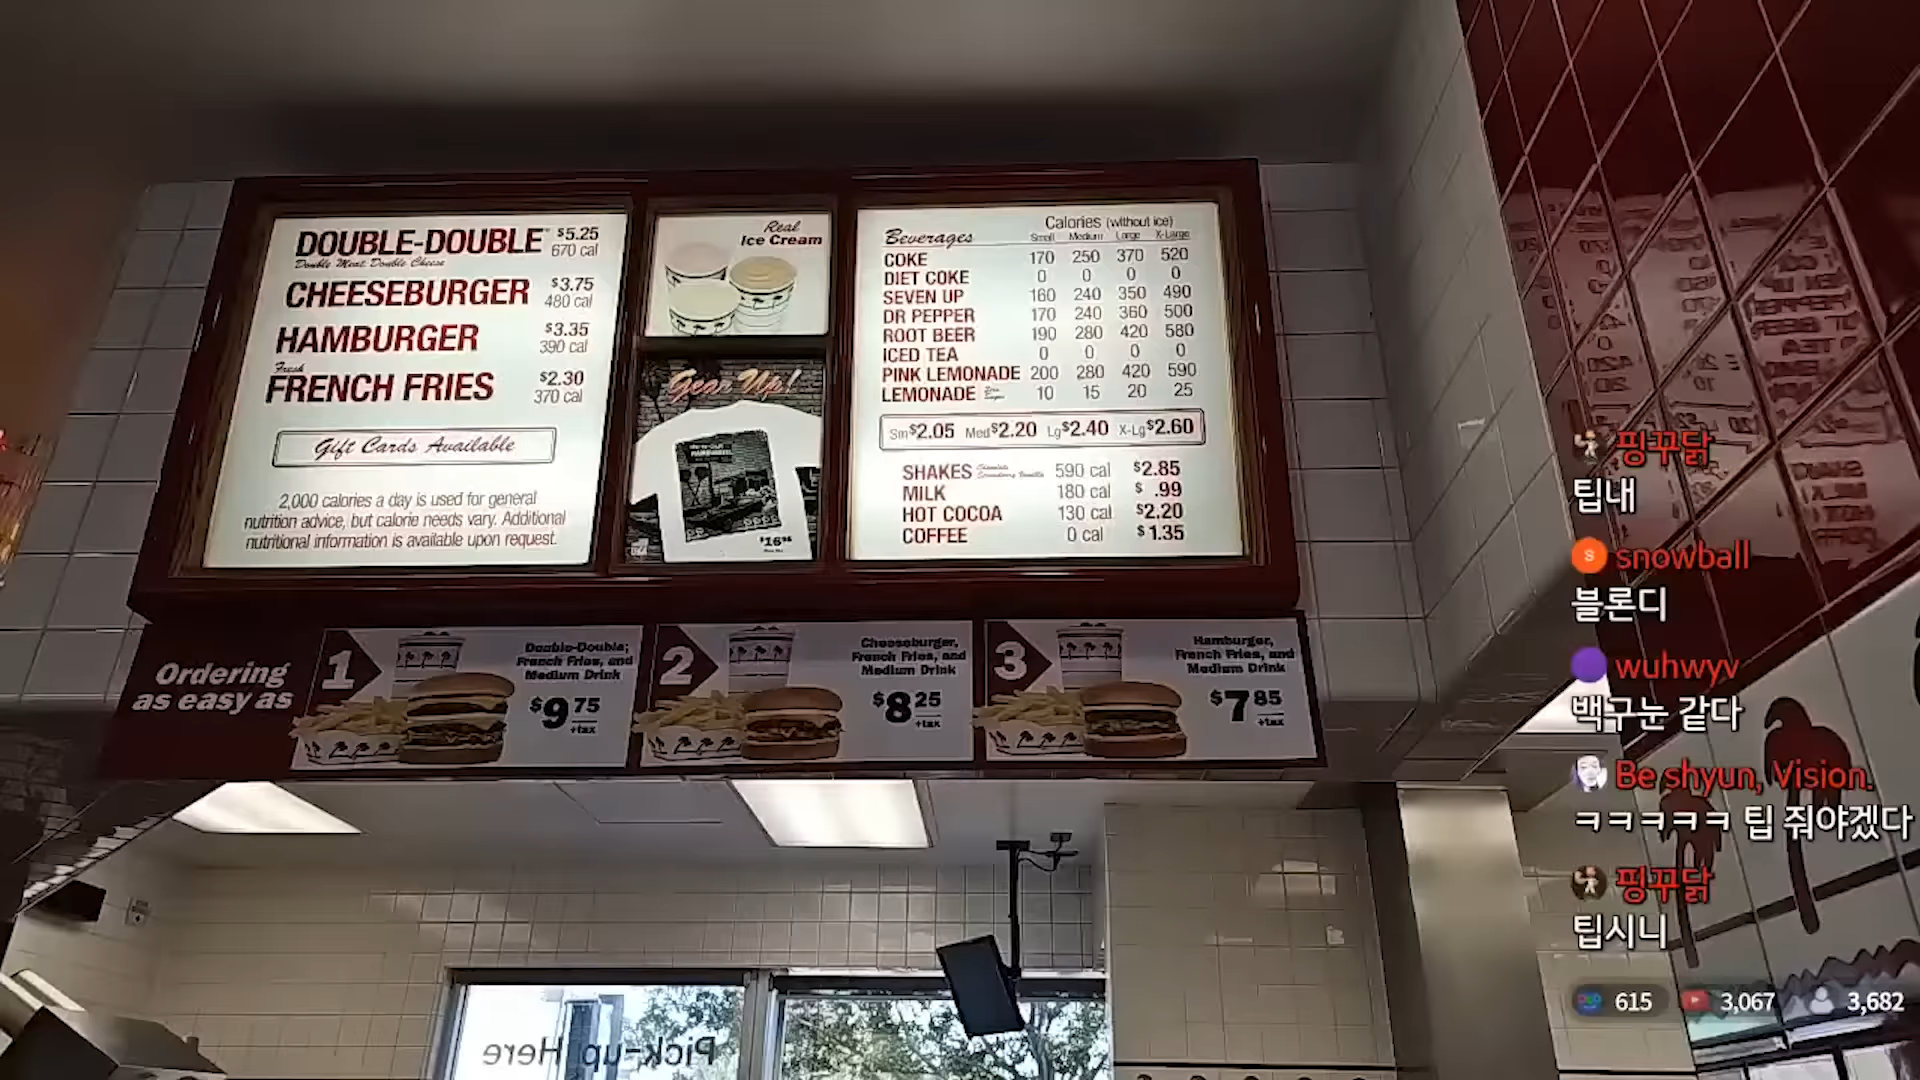 DOUBLE-DOUBLE $5.25
Double Meat Double Cheese 670 cal
CHEESEBURGER $3.75
480 cal
HAMBURGER $3.35
390 cal
Fresh
FRENCH FRIES $2.30
370 cal
Gift Cards Available
2,000 calories a day is used for general
nutrition advice, but calorie needs vary. Additional
nutritional information is available upon request.
Real
Ice Cream
Gear Up!
$16
Beverages Calories (without ice)
Small Medium Large X-Large
COKE 170 250 370 520
DIET COKE 0 0 0 0
SEVEN UP 160 240 350 490
DR PEPPER 170 240 360 500
ROOT BEER 190 280 420 580
ICED TEA 0 0 0 0
PINK LEMONADE 200 280 420 590
LEMONADE 10 15 20 25
Sm $2.05 Med $2.20 Lg $2.40 X-Lg $2.60
SHAKES Chocolate Strawberry Vanilla 590 cal $2.85
MILK 180 cal $ .99
HOT COCOA 130 cal $2.20
COFFEE 0 cal $1.35
Ordering
as easy as
1
Double-Double,
French Fries, and
Medium Drink
$9.75
+tax
2
Cheeseburger,
French Fries, and
Medium Drink
$8.25
+tax
3
Hamburger,
French Fries, and
Medium Drink
$7.85
+tax
Pick-up Here
핑꾸닭
팁내
snowball
블론디
wuhwyv
백구눈 같다
Be shyun, Vision.
ㅋㅋㅋㅋㅋ 팁 줘야겠다
핑꾸닭
팁시니
615 3,067 3,682